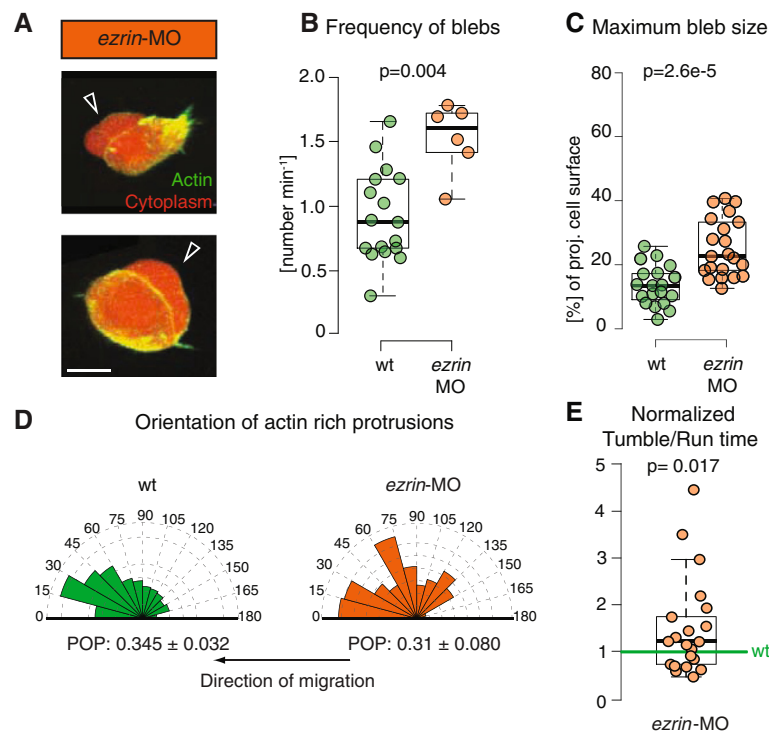 A
ezrin-MO
Actin
Cytoplasm
B
Frequency of blebs
p=0.004
[number min-1]
2.0
1.5
1.0
0.5
0
wt
ezrin
MO
C
Maximum bleb size
p=2.6e-5
[%] of proj. cell surface
80
60
40
20
0
wt
ezrin
MO
D
Orientation of actin rich protrusions
wt
0
15
30
45
60
75
90
105
120
135
150
165
180
POP: 0.345 ± 0.032
ezrin-MO
0
15
30
45
60
75
90
105
120
135
150
165
180
POP: 0.31 ± 0.080
Direction of migration
E
Normalized
Tumble/Run time
p= 0.017
5
4
3
2
1
0
wt
ezrin-MO